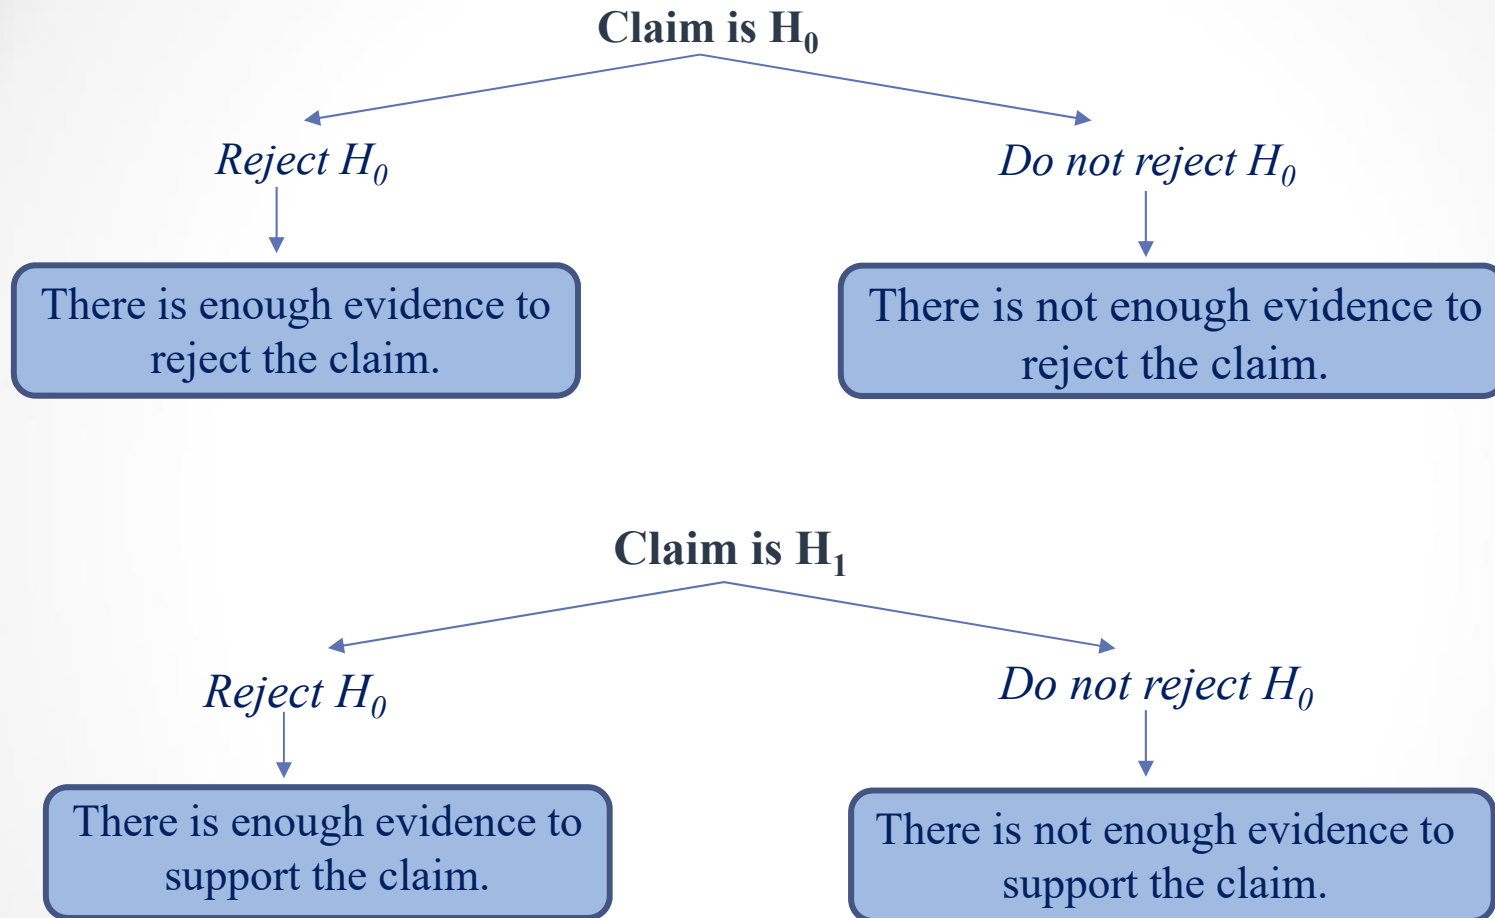 Claim is H₀
Reject H₀
Do not reject H₀
There is enough evidence to
reject the claim.
There is not enough evidence to
reject the claim.
Claim is H₁
Reject H₀
Do not reject H₀
There is enough evidence to
support the claim.
There is not enough evidence to
support the claim.